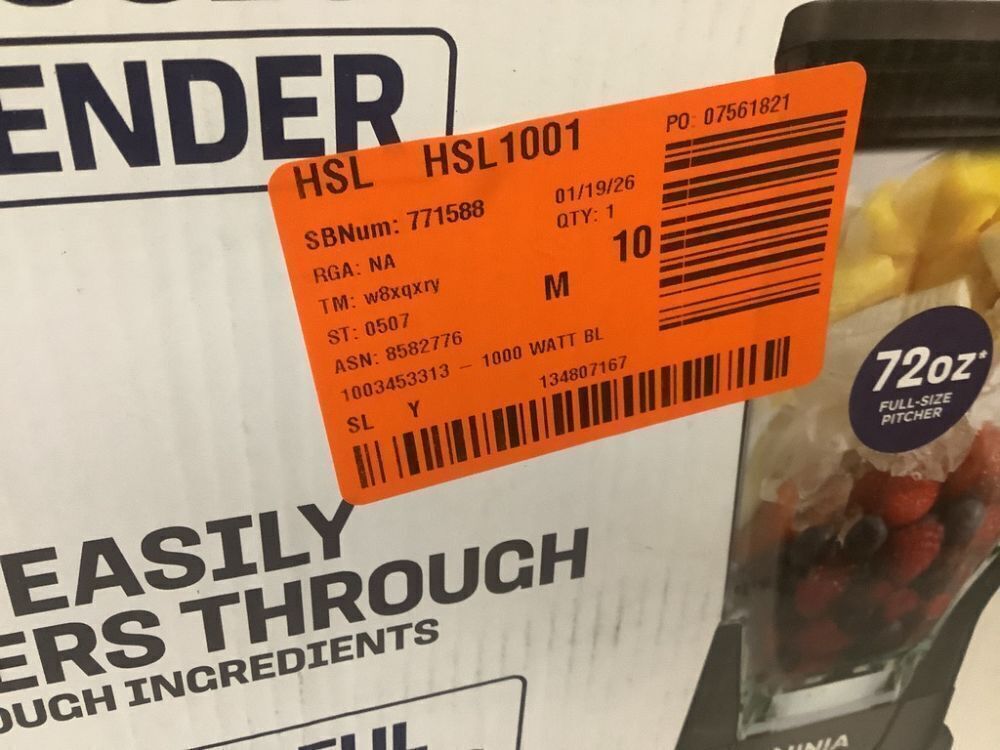 ENDER
HSL HSL1001
PO: 07561821
SBNum: 771588
01/19/26
QTY: 1
RGA: NA
10
TM: w8xqxry
M
ST: 0507
ASN: 8582776
1003453313 - 1000 WATT BL
134807167
SL Y
72oz*
FULL-SIZE
PITCHER
EASILY
ERS THROUGH
OUGH INGREDIENTS